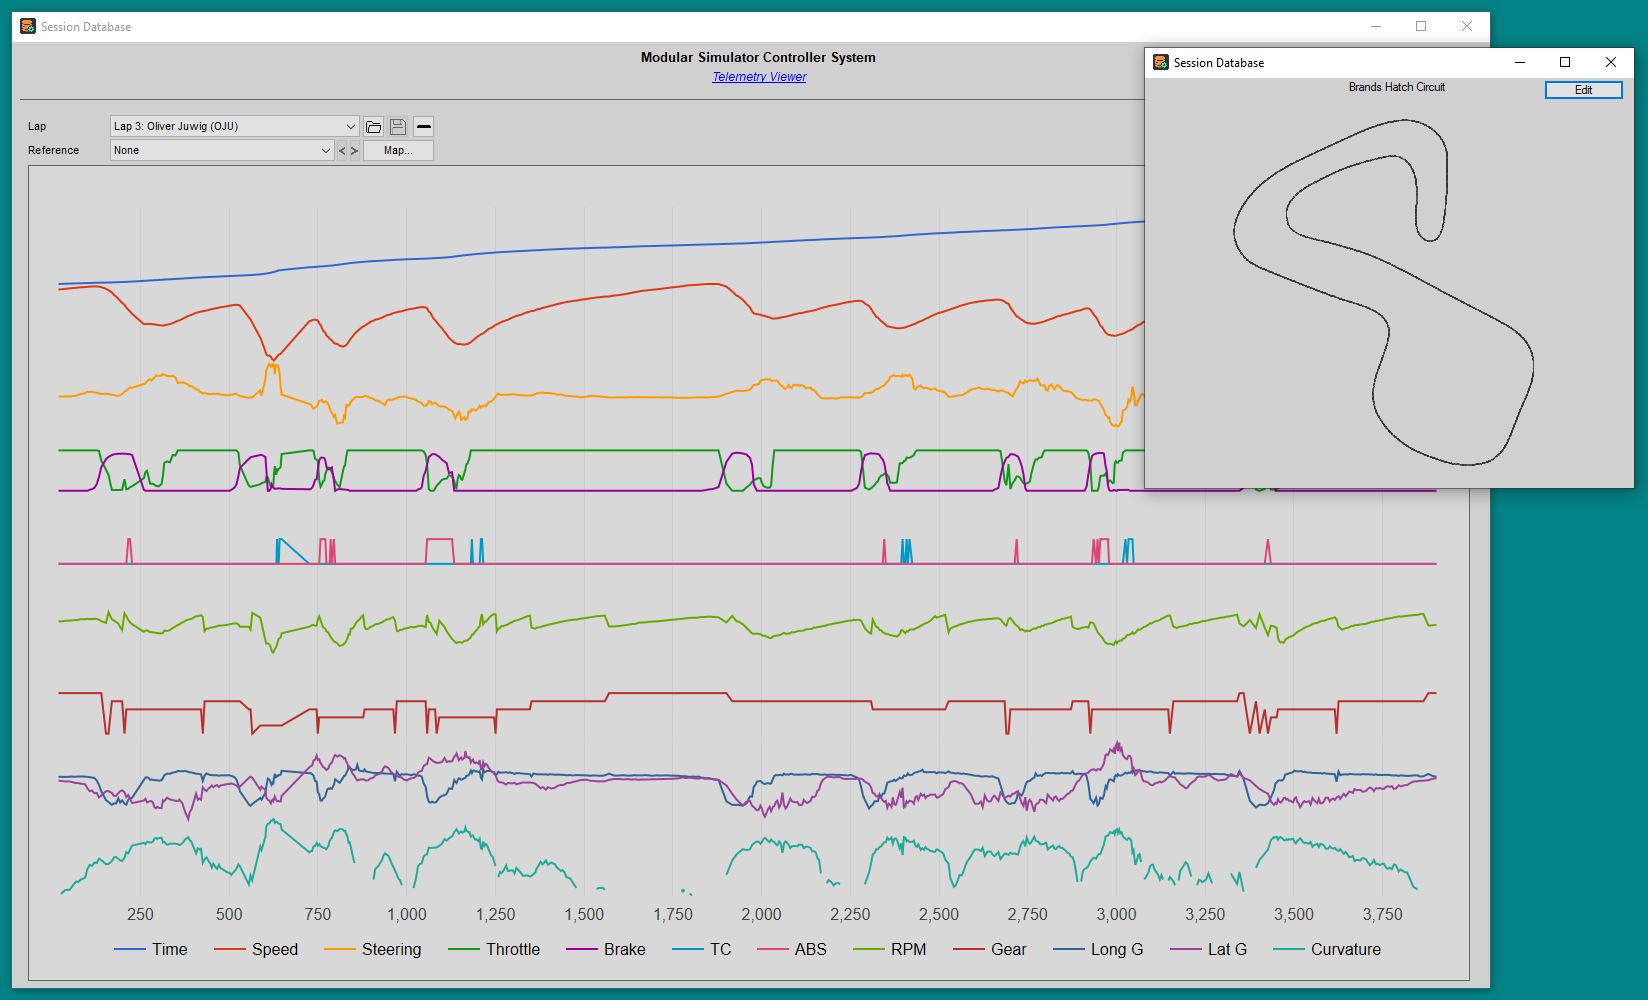 Session Database
Modular Simulator Controller System
Telemetry Viewer
Lap
Lap 3: Oliver Juwig (OJU)
Reference
None
< >
Map...
Session Database
Brands Hatch Circuit
Edit
250 500 750 1,000 1,250 1,500 1,750 2,000 2,250 2,500 2,750 3,000 3,250 3,500 3,750
Time Speed Steering Throttle Brake TC ABS RPM Gear Long G Lat G Curvature